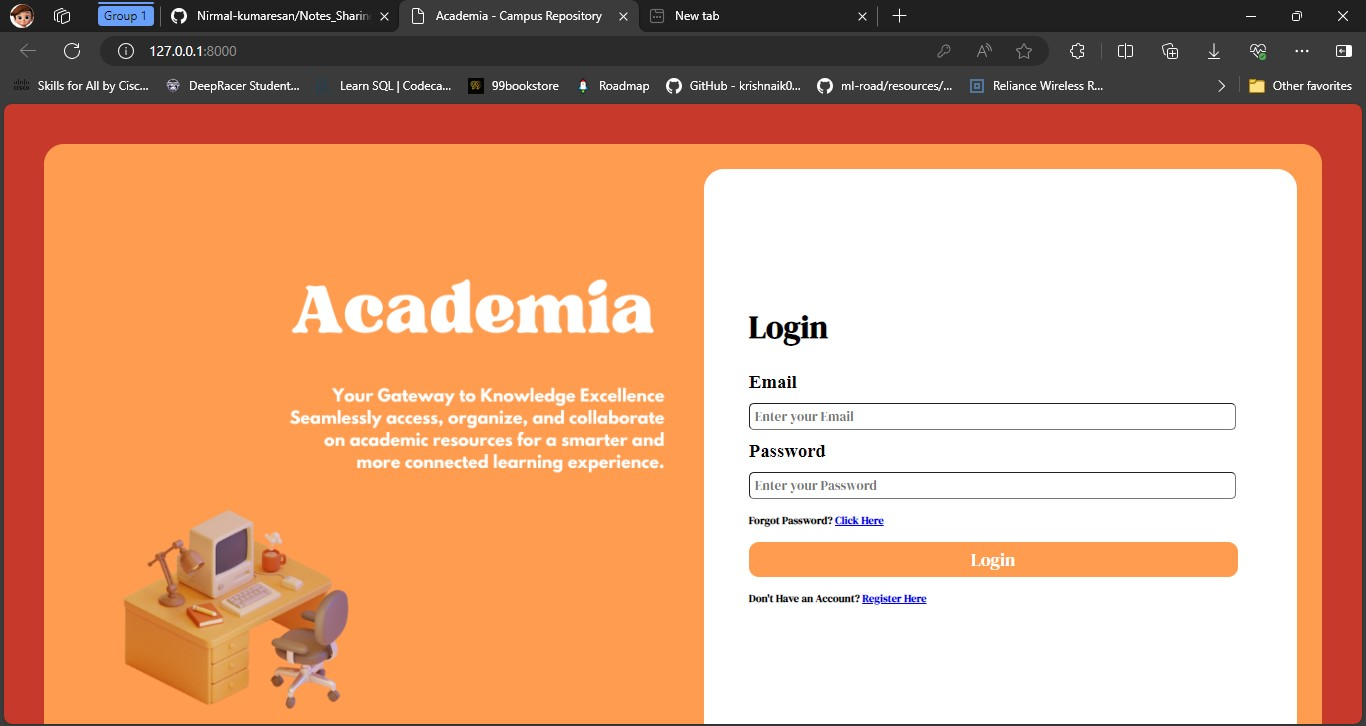 Group 1
Nirmal-kumaresan/Notes_Sharin
Academia - Campus Repository
New tab
127.0.0.1:8000
Skills for All by Cisc...
DeepRacer Student...
Learn SQL | Codeca...
99bookstore
Roadmap
GitHub - krishnaik0...
ml-road/resources/...
Reliance Wireless R...
Other favorites
Academia
Your Gateway to Knowledge Excellence
Seamlessly access, organize, and collaborate
on academic resources for a smarter and
more connected learning experience.
Login
Email
Enter your Email
Password
Enter your Password
Forgot Password? Click Here
Login
Don't Have an Account? Register Here